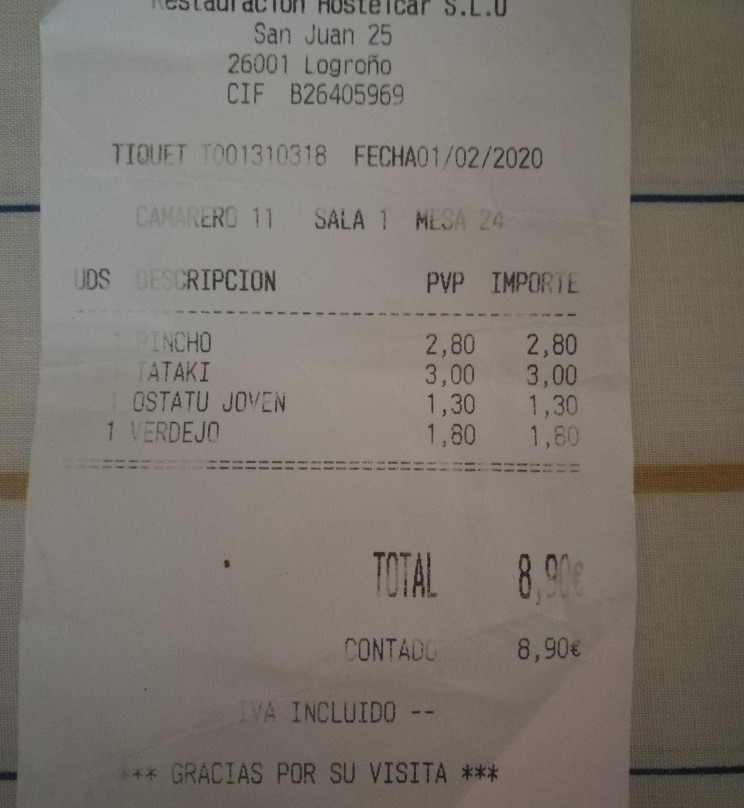 Restauración Hostelcar S.L.U
San Juan 25
26001 Logroño
CIF B26405969
TIQUET T001310318 FECHA01/02/2020
CAMARERO 11 SALA 1 MESA 24
UDS DESCRIPCION PVP IMPORTE
1 PINCHO 2,80 2,80
1 TATAKI 3,00 3,00
1 OSTATU JOVEN 1,30 1,30
1 VERDEJO 1,80 1,80
TOTAL 8,90€
CONTADO 8,90€
IVA INCLUIDO --
*** GRACIAS POR SU VISITA ***